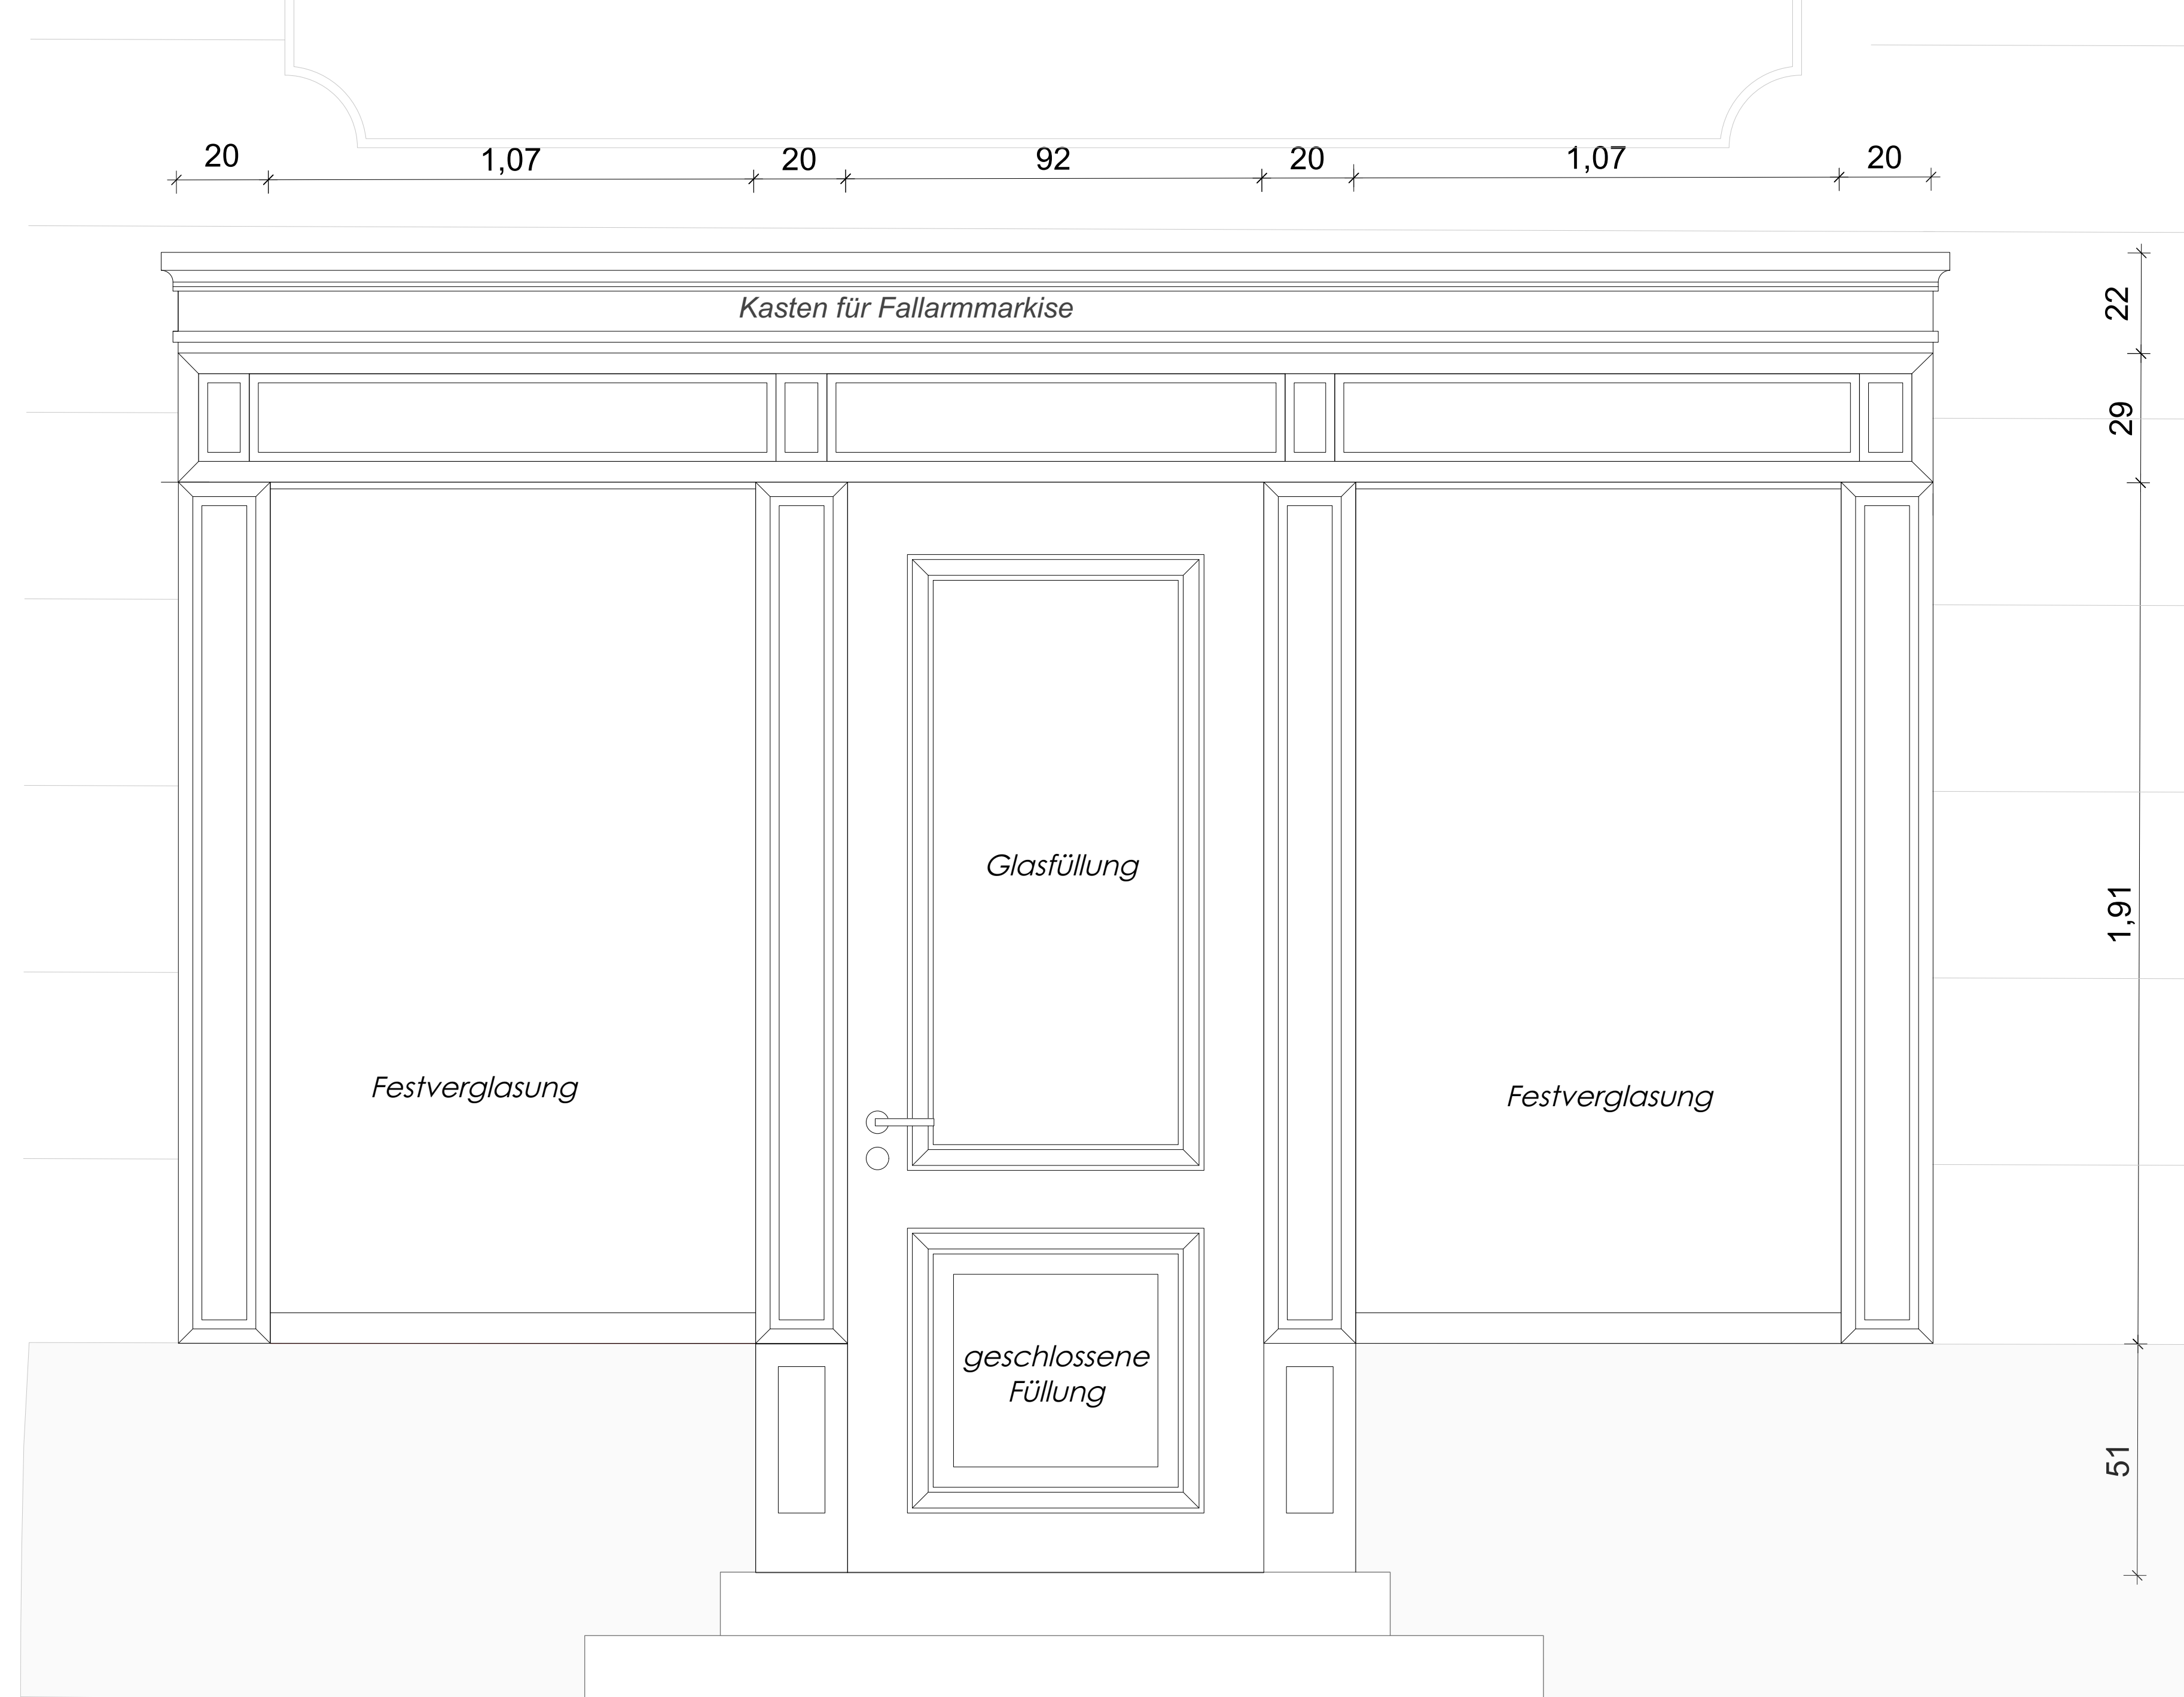 20 1,07 20 92 20 1,07 20
Kasten für Fallarmmarkise
22
29
Glasfüllung
1,91
Festverglasung
Festverglasung
geschlossene
Füllung
51